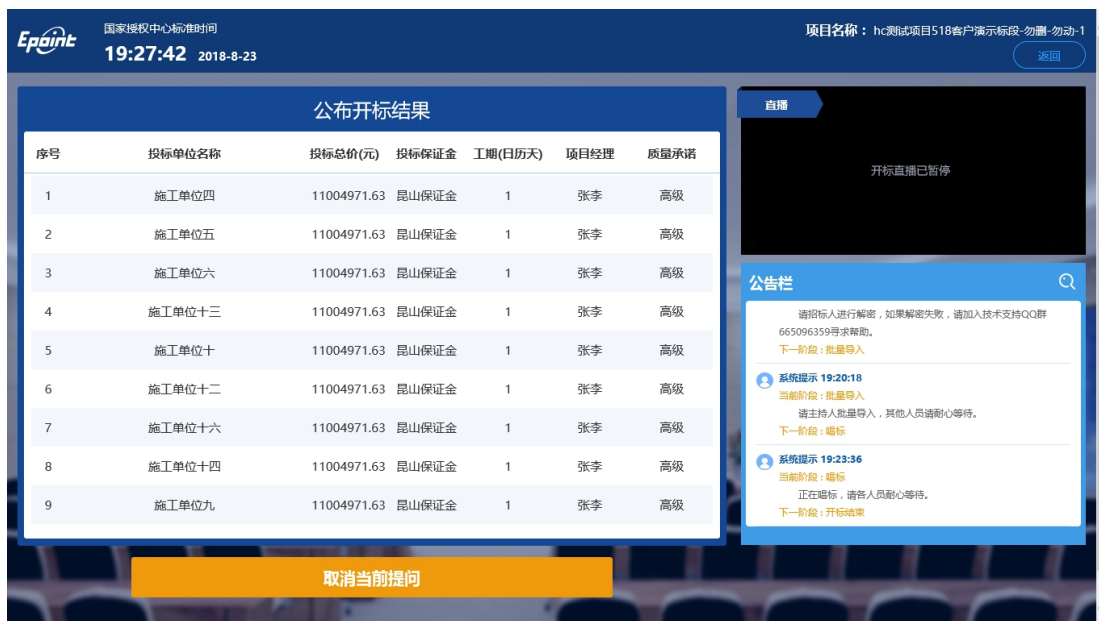 Epoint
国家授权中心标准时间
19:27:42 2018-8-23
项目名称：hc测试项目518客户演示标段-勿删-勿动-1
返回
公布开标结果
序号 投标单位名称 投标总价(元) 投标保证金 工期(日历天) 项目经理 质量承诺
1 施工单位四 11004971.63 昆山保证金 1 张李 高级
2 施工单位五 11004971.63 昆山保证金 1 张李 高级
3 施工单位六 11004971.63 昆山保证金 1 张李 高级
4 施工单位十三 11004971.63 昆山保证金 1 张李 高级
5 施工单位十 11004971.63 昆山保证金 1 张李 高级
6 施工单位十二 11004971.63 昆山保证金 1 张李 高级
7 施工单位十六 11004971.63 昆山保证金 1 张李 高级
8 施工单位十四 11004971.63 昆山保证金 1 张李 高级
9 施工单位九 11004971.63 昆山保证金 1 张李 高级
取消当前提问
直播
开标直播已暂停
公告栏
请招标人进行解密，如果解密失败，请加入技术支持QQ群
665096359寻求帮助。
下一阶段：批量导入
系统提示 19:20:18
当前阶段：批量导入
请主持人批量导入，其他人员请耐心等待。
下一阶段：唱标
系统提示 19:23:36
当前阶段：唱标
正在唱标，请各人员耐心等待。
下一阶段：开标结束